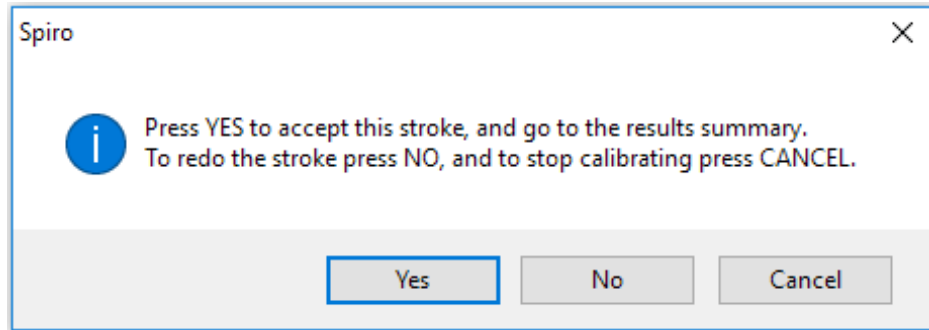 Spiro
Press YES to accept this stroke, and go to the results summary.
To redo the stroke press NO, and to stop calibrating press CANCEL.
Yes No Cancel